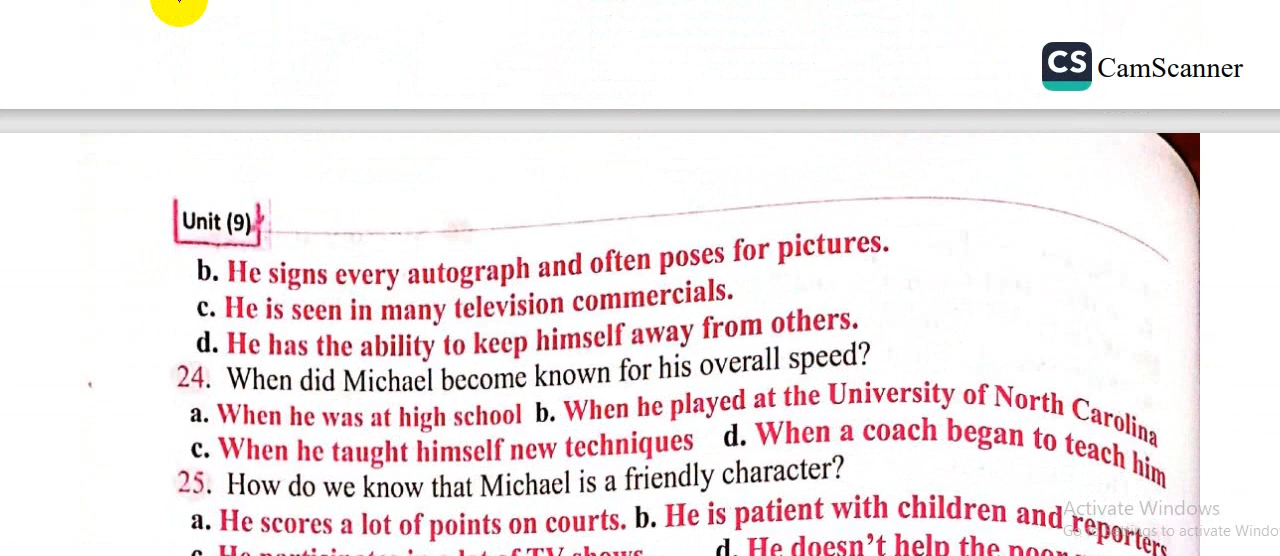 CS CamScanner
Unit (9)
b. He signs every autograph and often poses for pictures.
c. He is seen in many television commercials.
d. He has the ability to keep himself away from others.
24. When did Michael become known for his overall speed?
a. When he was at high school b. When he played at the University of North Carolina
c. When he taught himself new techniques d. When a coach began to teach him
25. How do we know that Michael is a friendly character?
a. He scores a lot of points on courts. b. He is patient with children and reporters
Activate Windows
to activate Windo
d. He doesn't help the poor